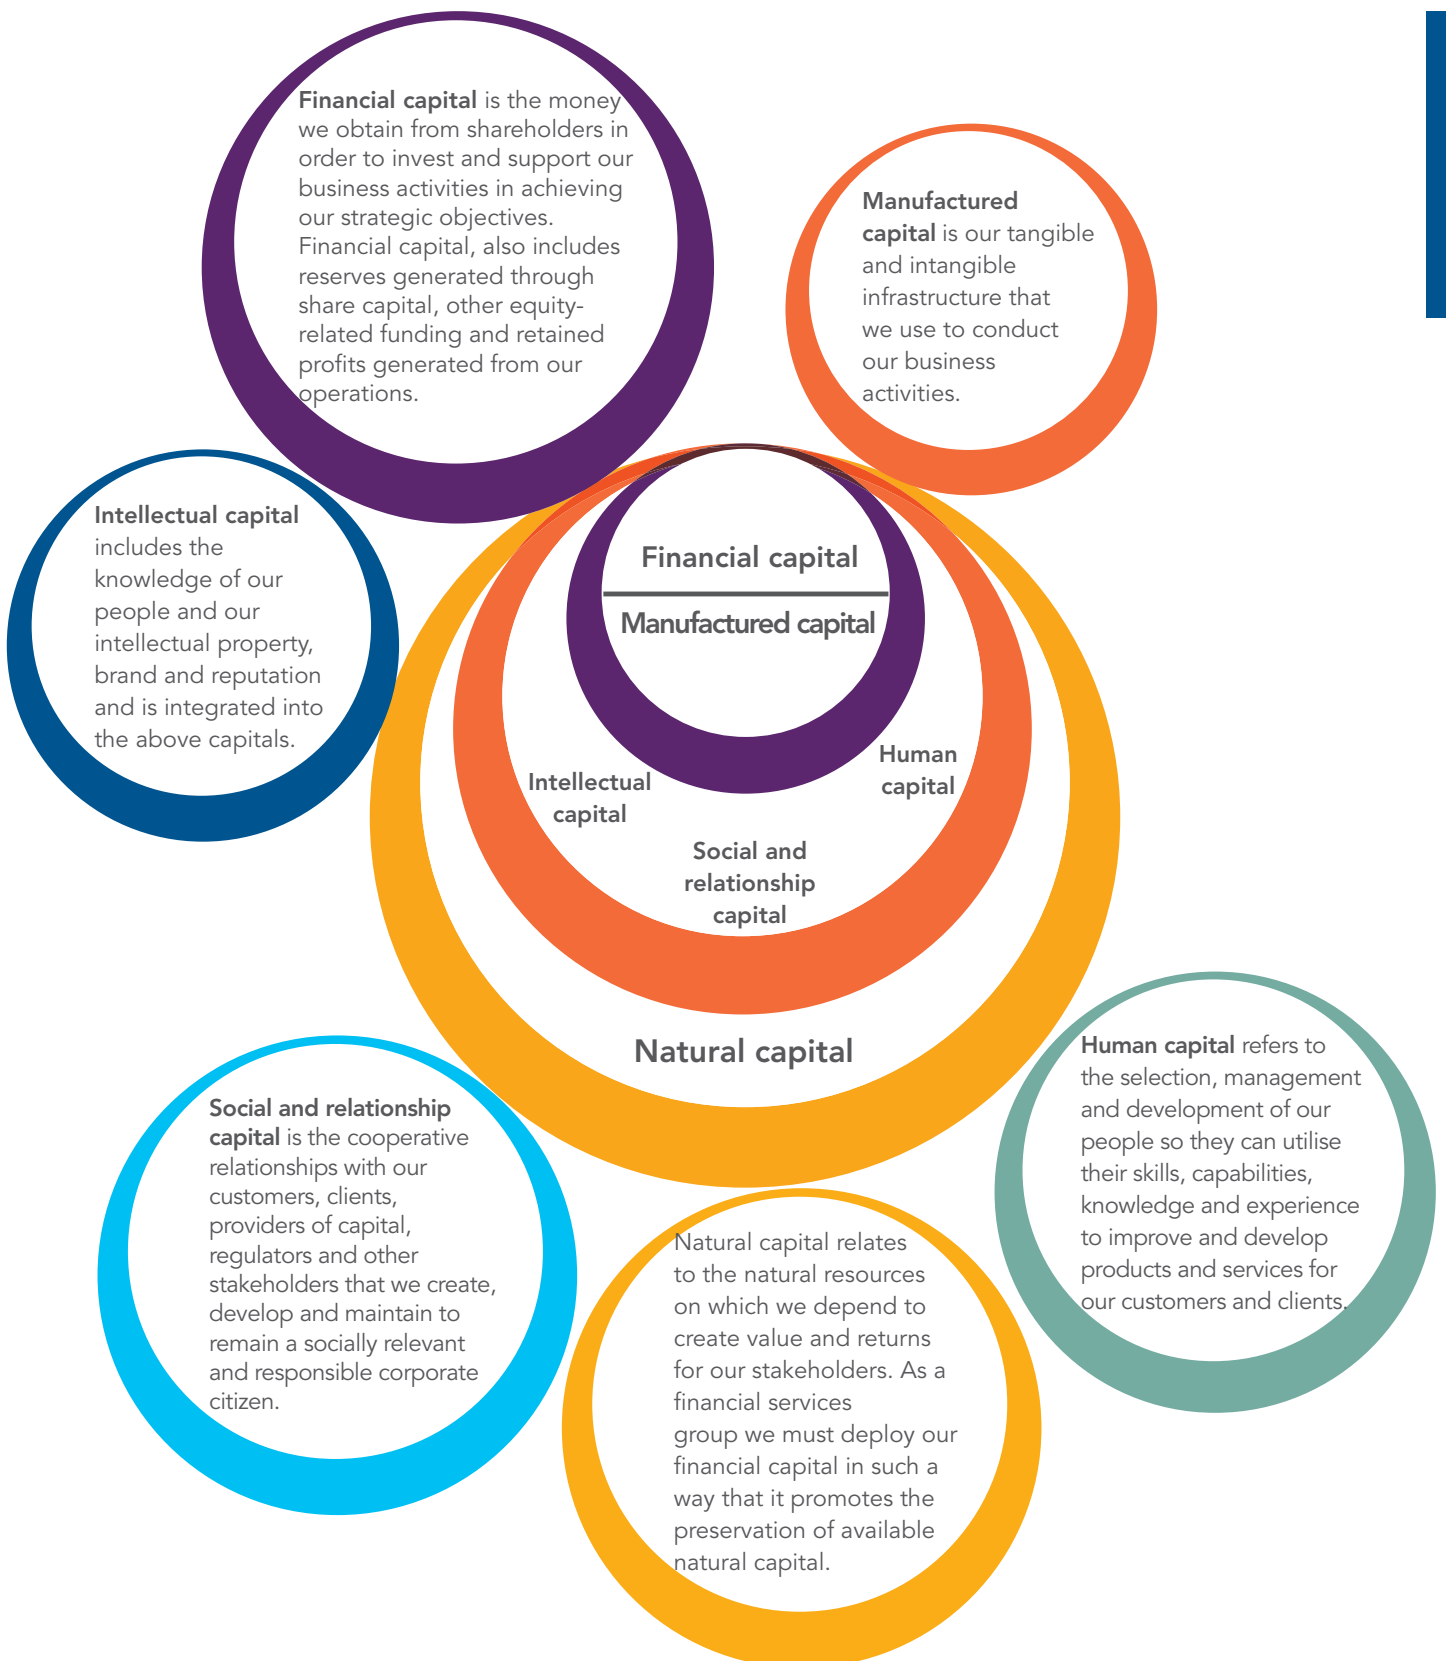 Financial capital is the money
we obtain from shareholders in
order to invest and support our
business activities in achieving
our strategic objectives.
Financial capital, also includes
reserves generated through
share capital, other equity-
related funding and retained
profits generated from our
operations.
Manufactured
capital is our tangible
and intangible
infrastructure that
we use to conduct
our business
activities.
Intellectual capital
includes the
knowledge of our
people and our
intellectual property,
brand and reputation
and is integrated into
the above capitals.
Financial capital
Manufactured capital
Intellectual
capital
Human
capital
Social and
relationship
capital
Natural capital
Human capital refers to
the selection, management
and development of our
people so they can utilise
their skills, capabilities,
knowledge and experience
to improve and develop
products and services for
our customers and clients.
Social and relationship
capital is the cooperative
relationships with our
customers, clients,
providers of capital,
regulators and other
stakeholders that we create,
develop and maintain to
remain a socially relevant
and responsible corporate
citizen.
Natural capital relates
to the natural resources
on which we depend to
create value and returns
for our stakeholders. As a
financial services
group we must deploy our
financial capital in such a
way that it promotes the
preservation of available
natural capital.